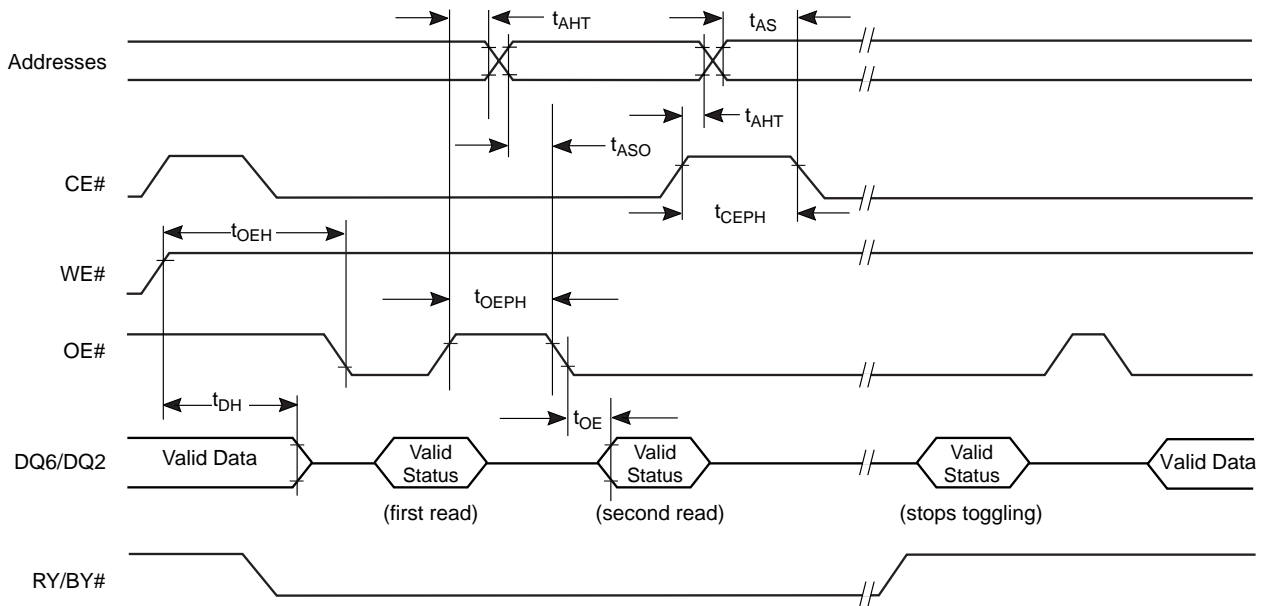 tAHT
tAS
Addresses
tAHT
tASO
CE#
tCEPH
tOEH
WE#
tOEPH
OE#
tDH
tOE
DQ6/DQ2
Valid Data
Valid
Status
Valid
Status
Valid
Status
Valid Data
(first read)
(second read)
(stops toggling)
RY/BY#